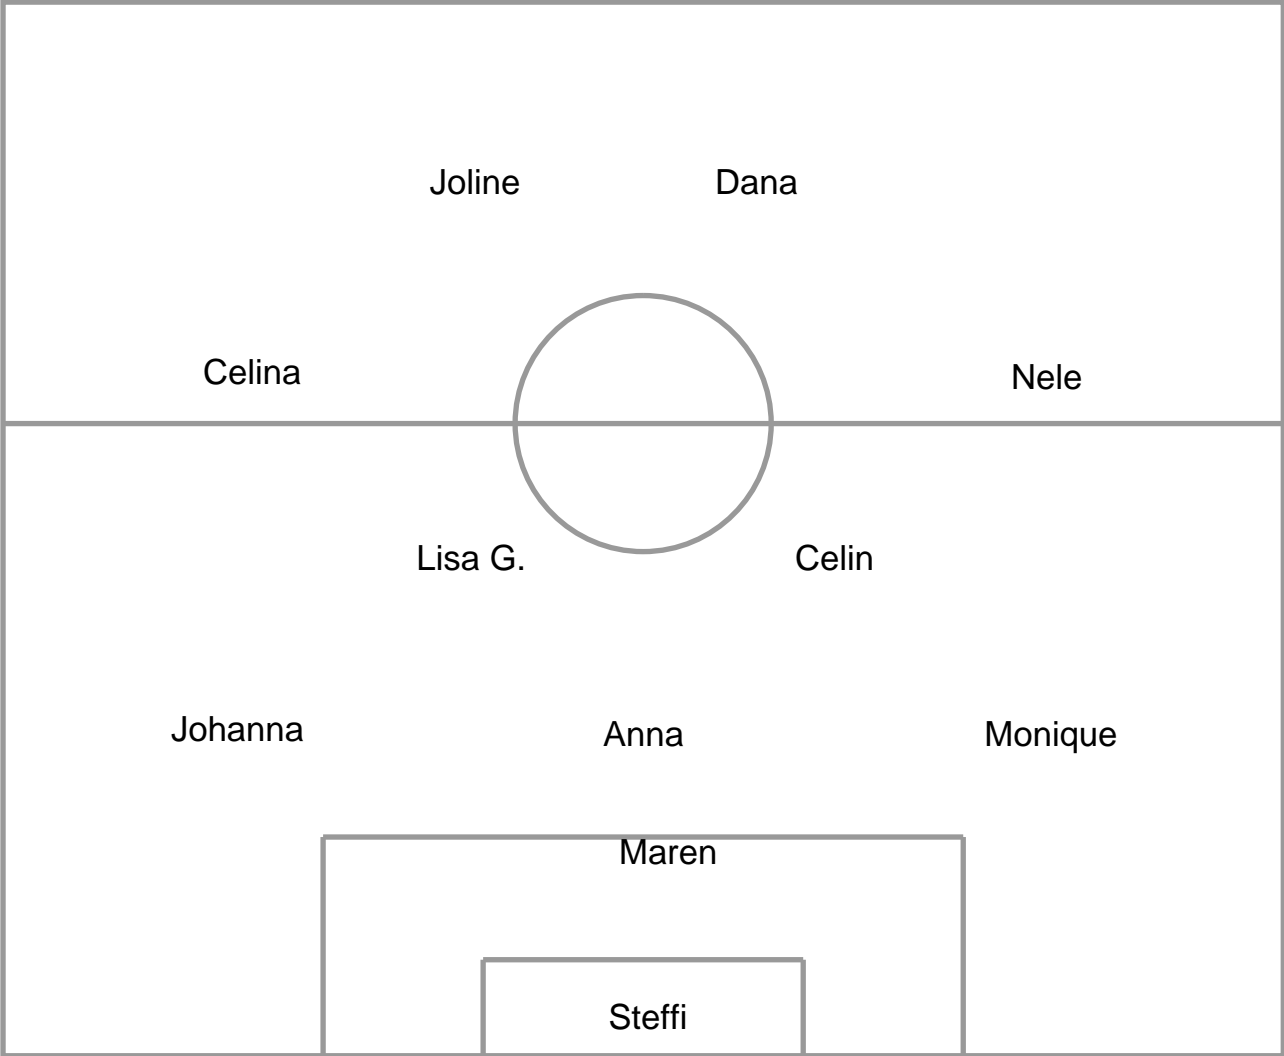 Joline Dana
Celina Nele
Lisa G. Celin
Johanna Anna Monique
Maren
Steffi